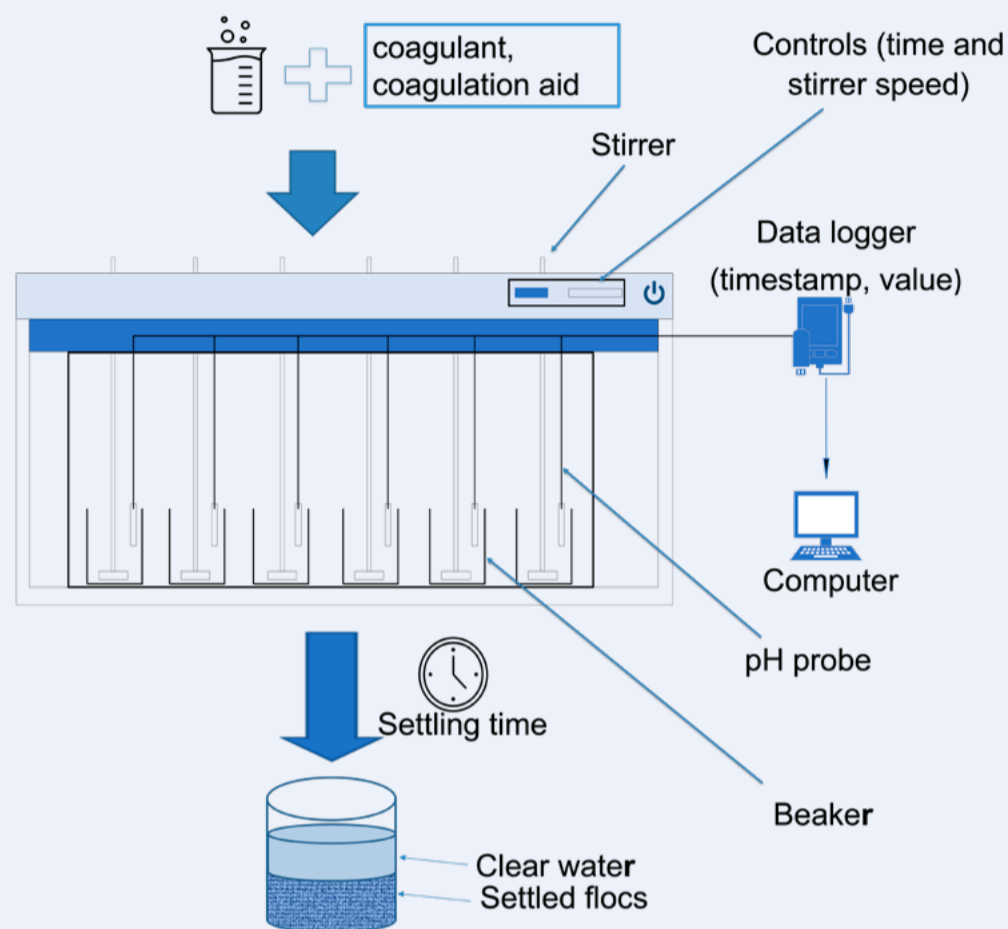 coagulant,
coagulation aid
Controls (time and
stirrer speed)
Stirrer
Data logger
(timestamp, value)
Computer
pH probe
Settling time
Beaker
Clear water
Settled flocs